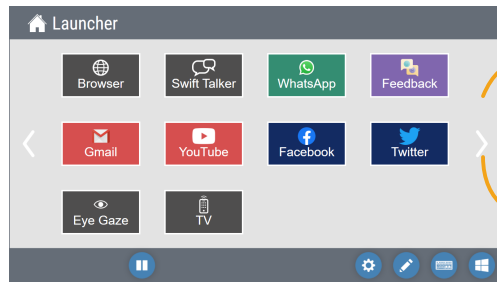 Launcher
Browser
Swift Talker
WhatsApp
Feedback
Gmail
YouTube
Facebook
Twitter
Eye Gaze
TV